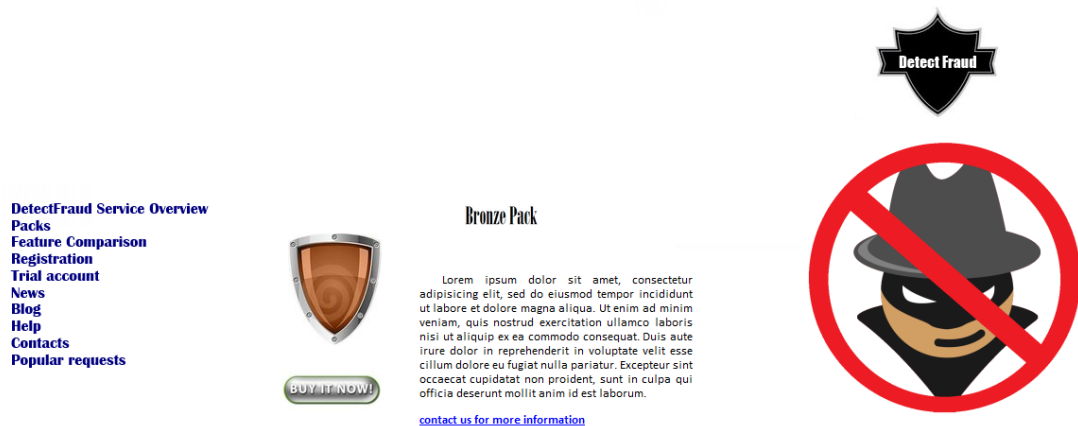 Detect Fraud
DetectFraud Service Overview
Packs
Feature Comparison
Registration
Trial account
News
Blog
Help
Contacts
Popular requests
BUY IT NOW!
Bronze Pack
Lorem ipsum dolor sit amet, consectetur
adipisicing elit, sed do eiusmod tempor incididunt
ut labore et dolore magna aliqua. Ut enim ad minim
veniam, quis nostrud exercitation ullamco laboris
nisi ut aliquip ex ea commodo consequat. Duis aute
irure dolor in reprehenderit in voluptate velit esse
cillum dolore eu fugiat nulla pariatur. Excepteur sint
occaecat cupidatat non proident, sunt in culpa qui
officia deserunt mollit anim id est laborum.
contact us for more information